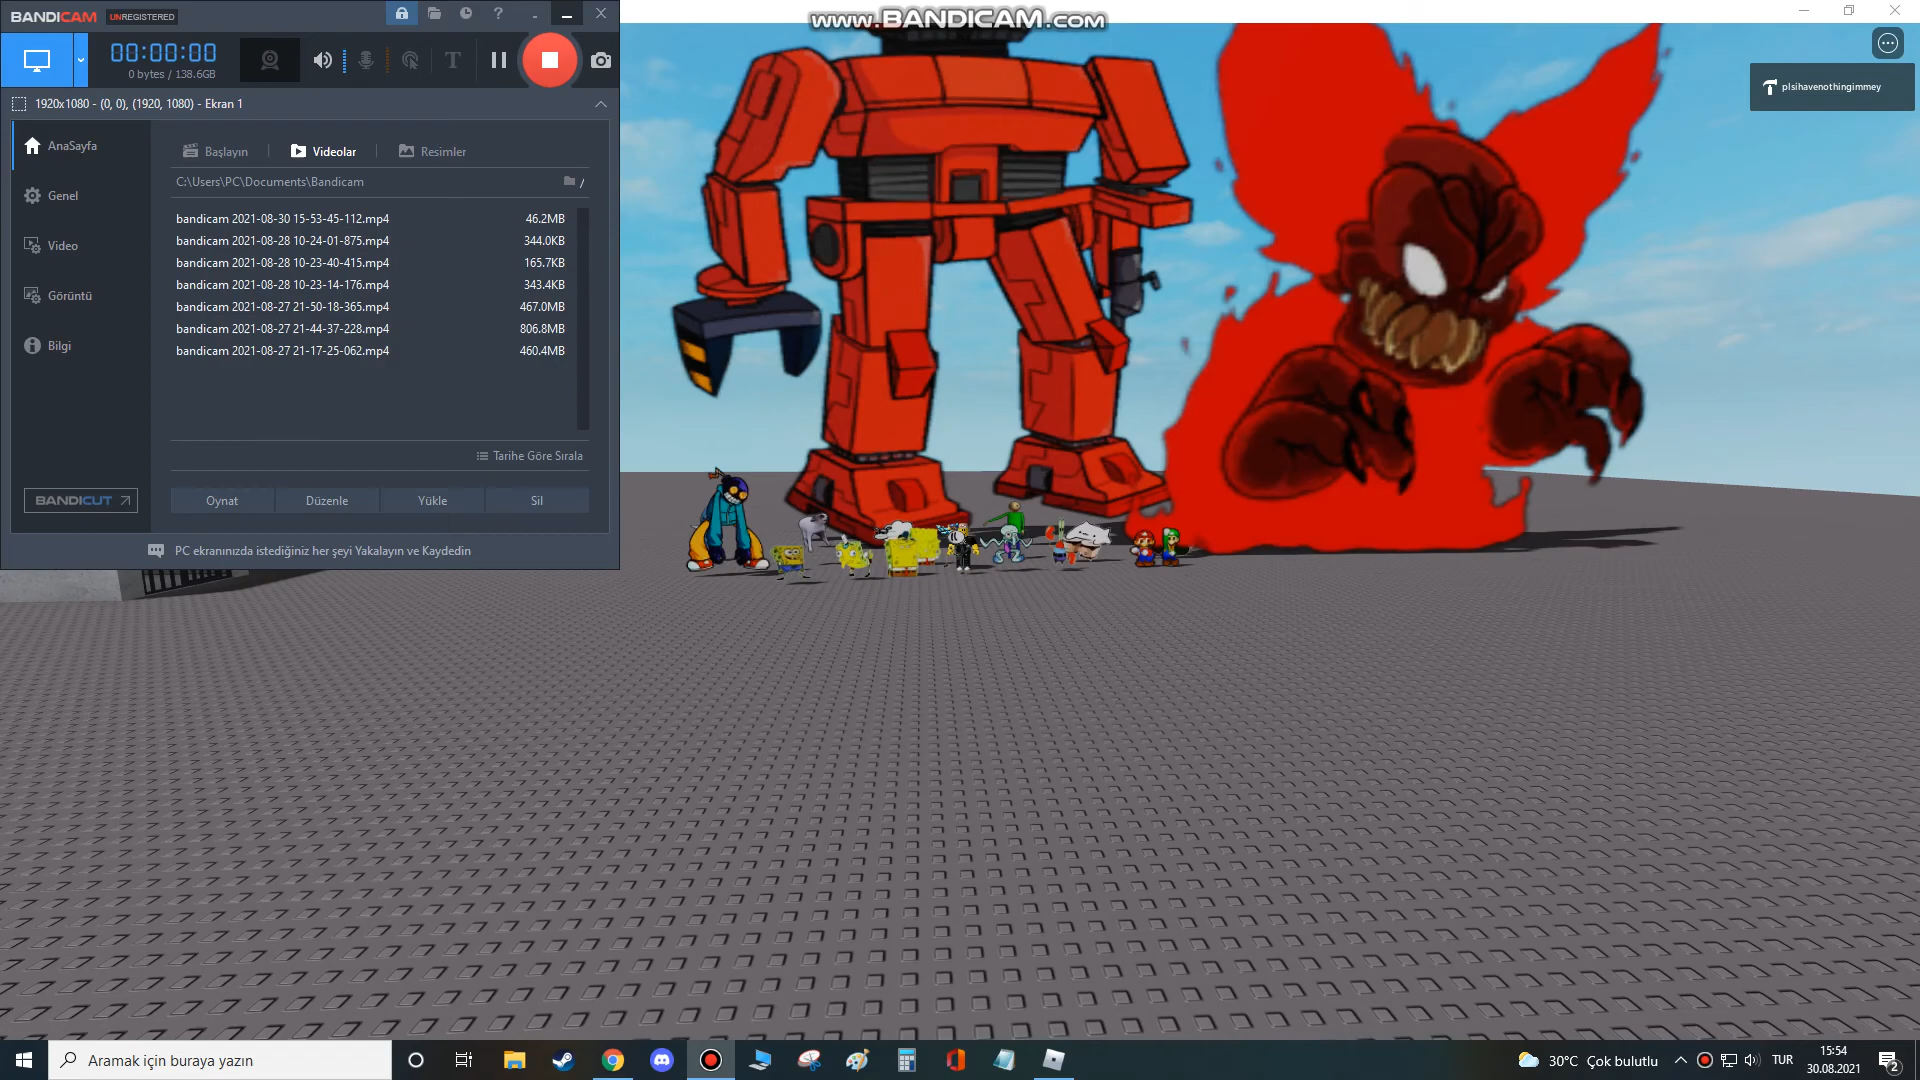 BANDICAM UNREGISTERED
www.BANDICAM.com
00:00:00
0 bytes / 138.6GB
1920x1080 - (0, 0), (1920, 1080) - Ekran 1
plsihavenothingimmey
AnaSayfa
Genel
Video
Görüntü
Bilgi
BANDICUT
Başlayın
Videolar
Resimler
C:\Users\PC\Documents\Bandicam
bandicam 2021-08-30 15-53-45-112.mp4 46.2MB
bandicam 2021-08-28 10-24-01-875.mp4 344.0KB
bandicam 2021-08-28 10-23-40-415.mp4 165.7KB
bandicam 2021-08-28 10-23-14-176.mp4 343.4KB
bandicam 2021-08-27 21-50-18-365.mp4 467.0MB
bandicam 2021-08-27 21-44-37-228.mp4 806.8MB
bandicam 2021-08-27 21-17-25-062.mp4 460.4MB
Tarihe Göre Sırala
Oynat Düzenle Yükle Sil
PC ekranınızda istediğiniz her şeyi Yakalayın ve Kaydedin
Aramak için buraya yazın
30°C Çok bulutlu
TUR
15:54
30.08.2021
2